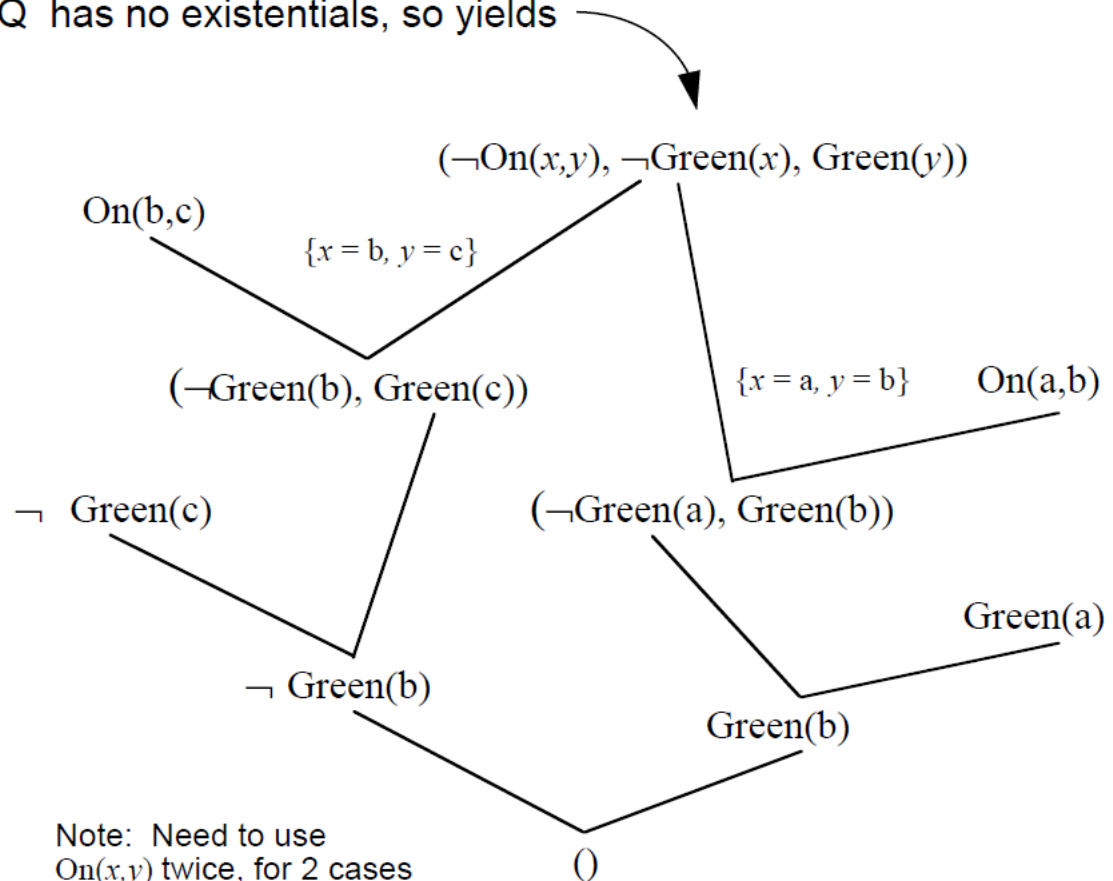 Q has no existentials, so yields
(¬On(x,y), ¬Green(x), Green(y))
On(b,c)
{x = b, y = c}
(¬Green(b), Green(c))
{x = a, y = b}
On(a,b)
¬ Green(c)
(¬Green(a), Green(b))
Green(a)
¬ Green(b)
Green(b)
Note: Need to use
On(x,y) twice, for 2 cases
()